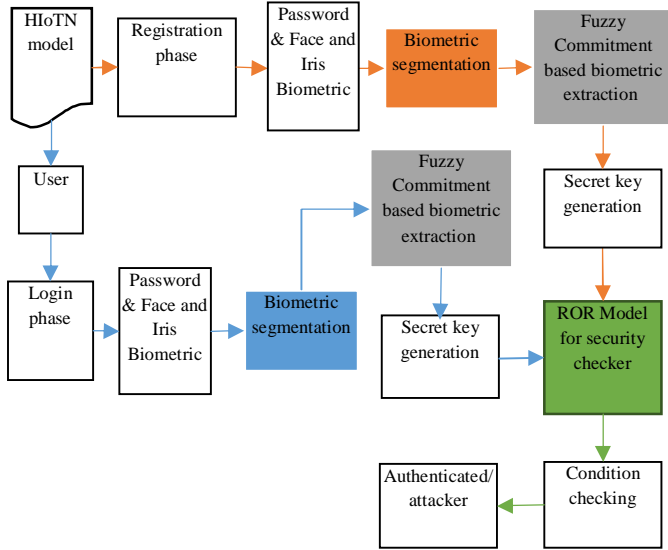 HIoTN
model
Registration
phase
Password
& Face and
Iris
Biometric
Biometric
segmentation
Fuzzy
Commitment
based biometric
extraction
User
Fuzzy
Commitment
based biometric
extraction
Secret key
generation
Login
phase
Password
& Face and
Iris
Biometric
Biometric
segmentation
Secret key
generation
ROR Model
for security
checker
Authenticated/
attacker
Condition
checking